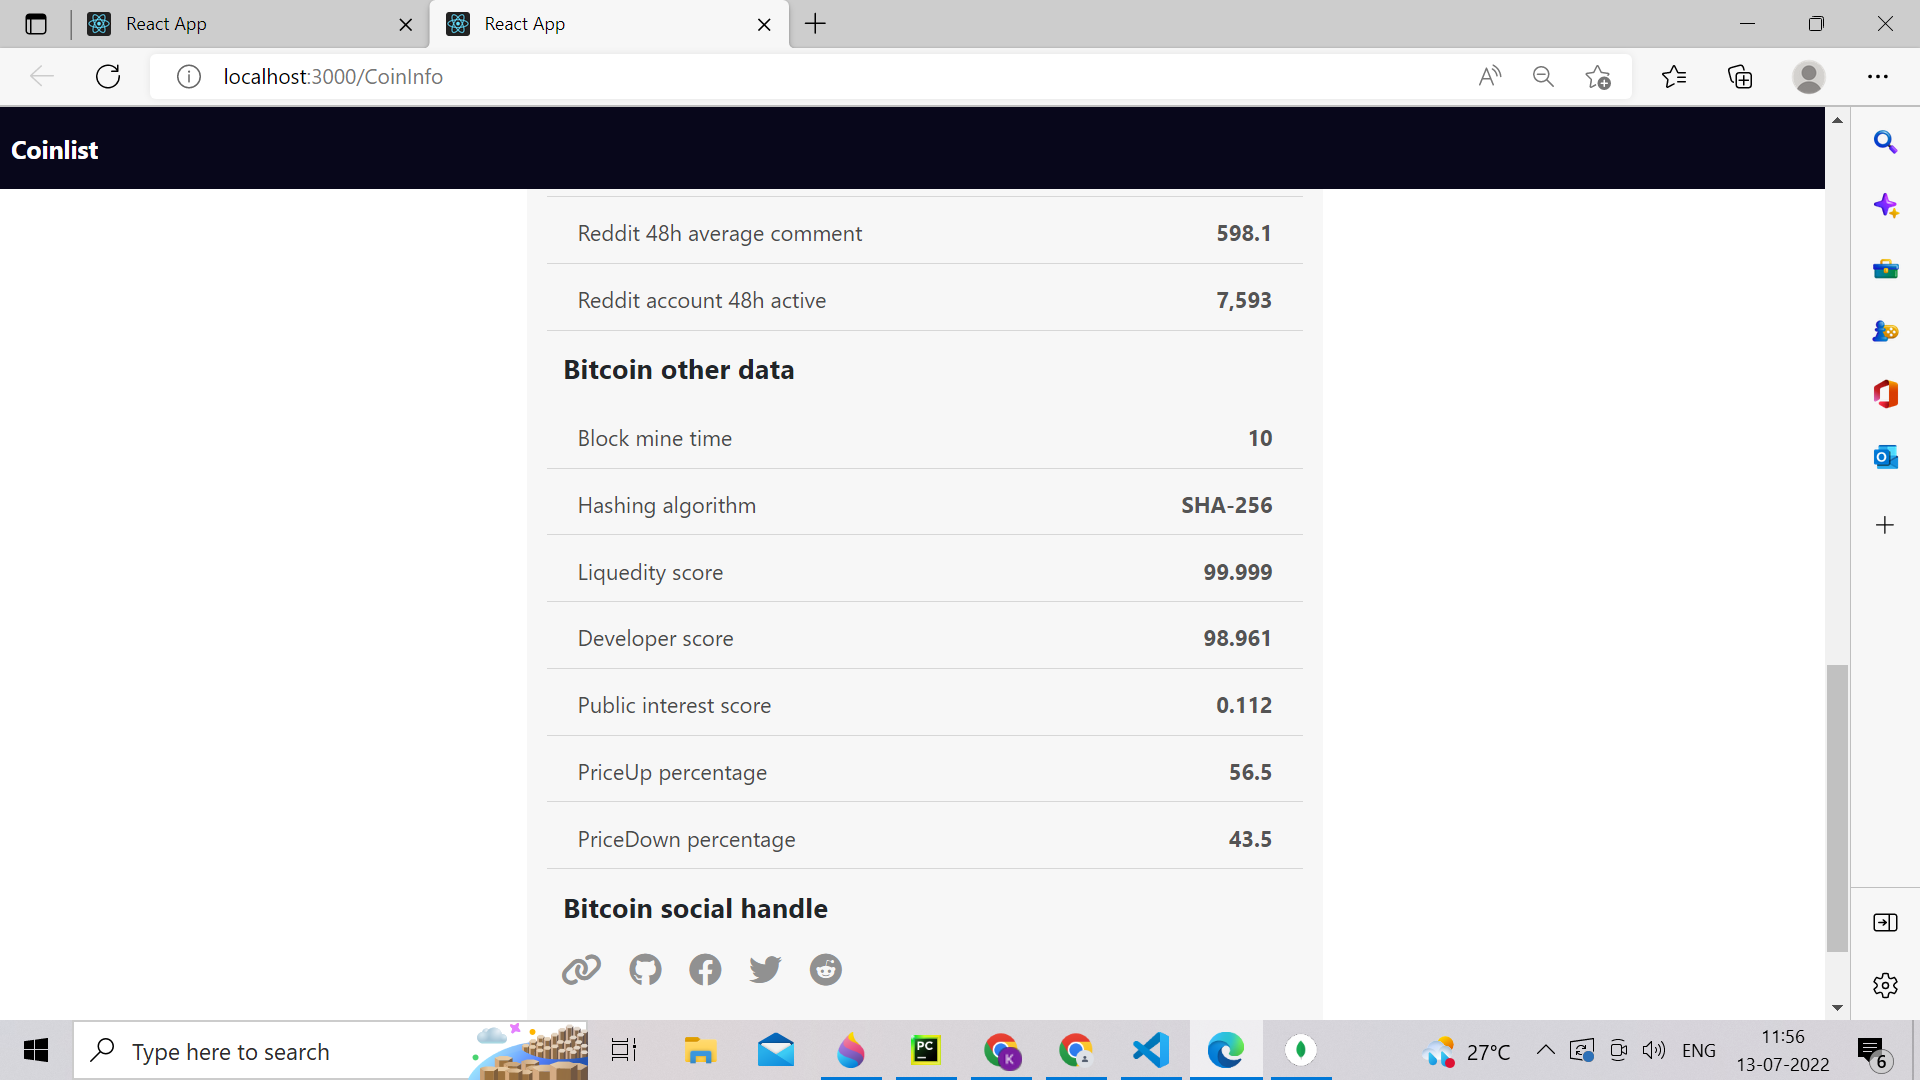 React App
React App
localhost:3000/CoinInfo
Coinlist
Reddit 48h average comment 598.1
Reddit account 48h active 7,593
Bitcoin other data
Block mine time 10
Hashing algorithm SHA-256
Liquedity score 99.999
Developer score 98.961
Public interest score 0.112
PriceUp percentage 56.5
PriceDown percentage 43.5
Bitcoin social handle
Type here to search
PC
K
27°C
ENG
11:56
13-07-2022
6